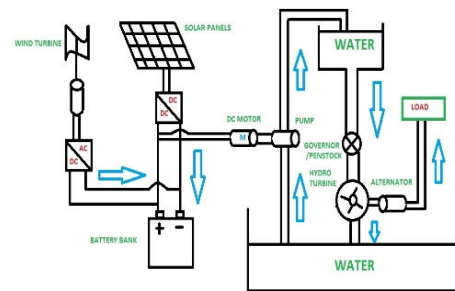 WIND TURBINE
SOLAR PANELS
WATER
DC
DC
DC MOTOR
M
PUMP
LOAD
GOVERNOR
/PENSTOCK
HYDRO
TURBINE
ALTERNATOR
AC
DC
BATTERY BANK
+ −
WATER